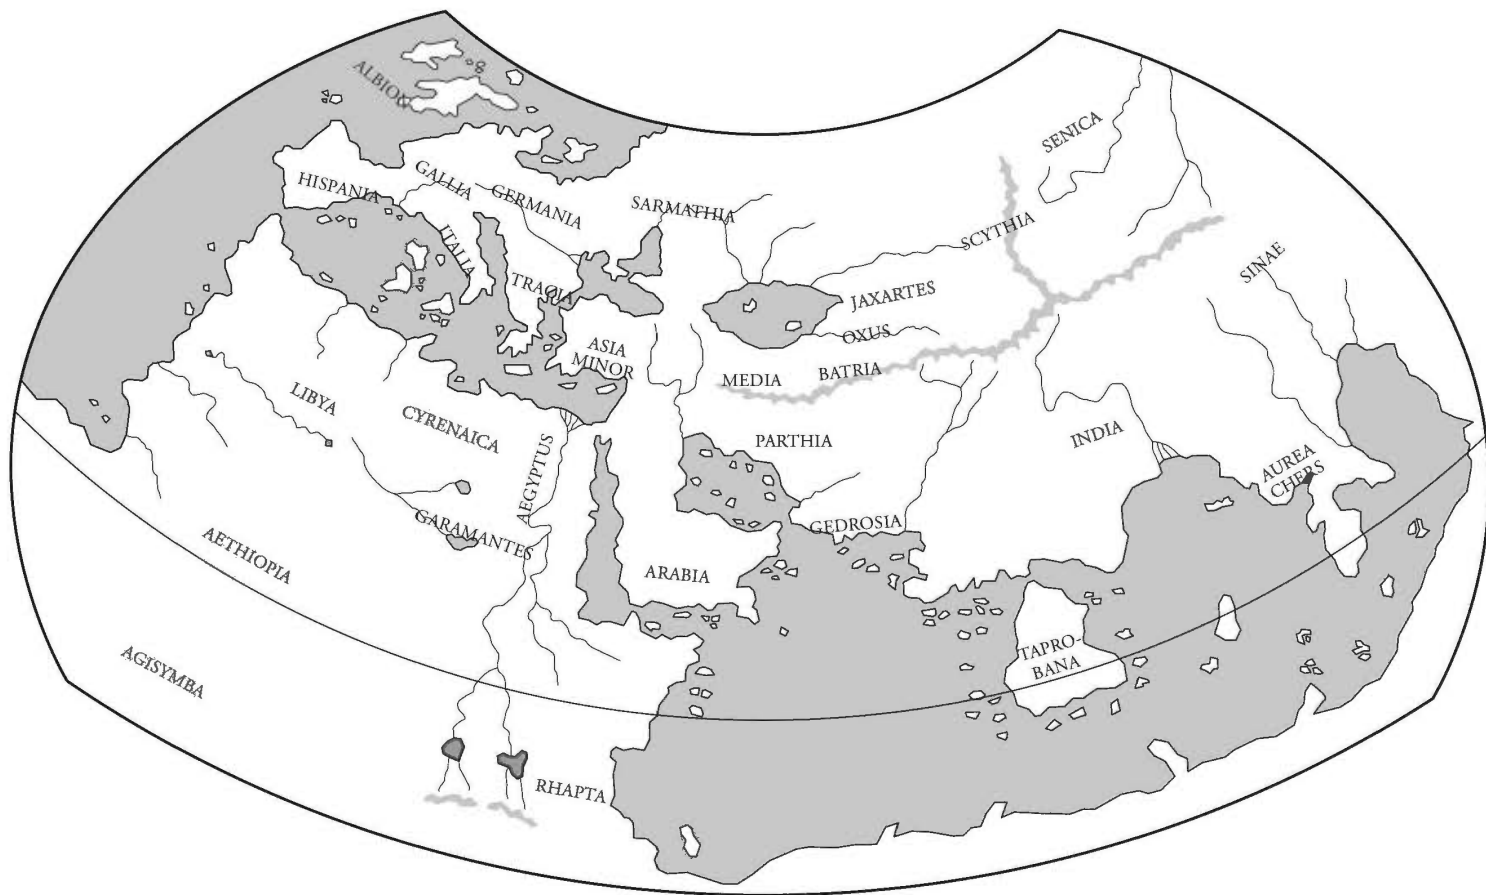 ALBION
SENICA
HISPANIA
GALLIA
GERMANIA
SARMATHIA
SCYTHIA
ITALIA
TRACIA
SINAE
JAXARTES
OXUS
ASIA
MINOR
MEDIA
BATRIA
LIBYA
CYRENAICA
PARTHIA
INDIA
AEGYPTUS
AUREA
CHERS
GARAMANTES
GEDROSIA
AETHIOPIA
ARABIA
AGISYMBA
TAPRO-
BANA
RHAPTA